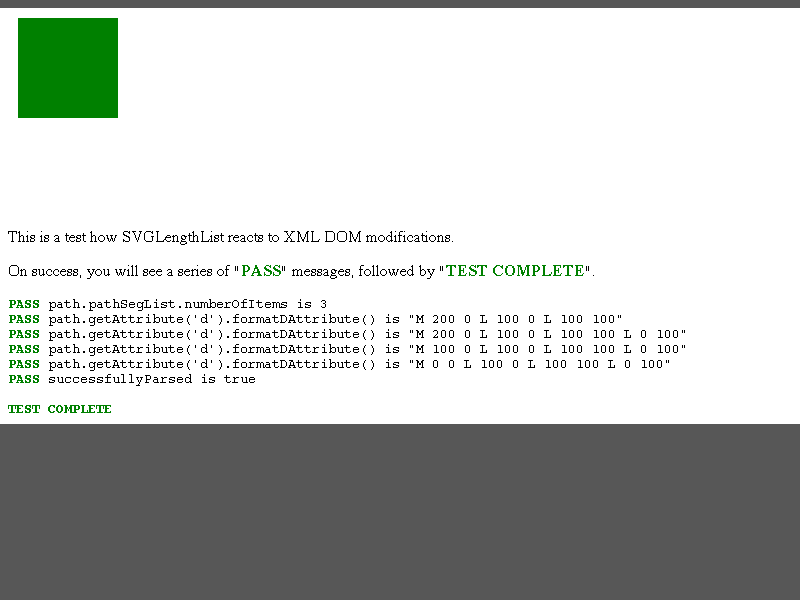 This is a test how SVGLengthList reacts to XML DOM modifications.
On success, you will see a series of "PASS" messages, followed by "TEST COMPLETE".
PASS path.pathSegList.numberOfItems is 3
PASS path.getAttribute('d').formatDAttribute() is "M 200 0 L 100 0 L 100 100"
PASS path.getAttribute('d').formatDAttribute() is "M 200 0 L 100 0 L 100 100 L 0 100"
PASS path.getAttribute('d').formatDAttribute() is "M 100 0 L 100 0 L 100 100 L 0 100"
PASS path.getAttribute('d').formatDAttribute() is "M 0 0 L 100 0 L 100 100 L 0 100"
PASS successfullyParsed is true
TEST COMPLETE